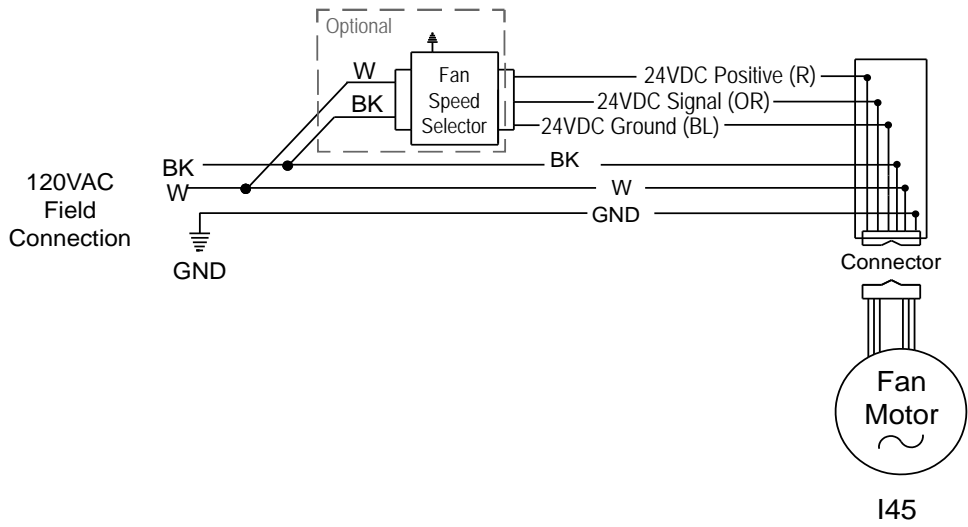 Optional
W
BK
Fan
Speed
Selector
24VDC Positive (R)
24VDC Signal (OR)
24VDC Ground (BL)
BK
W
120VAC
Field
Connection
BK
W
GND
GND
Connector
Fan
Motor
I45